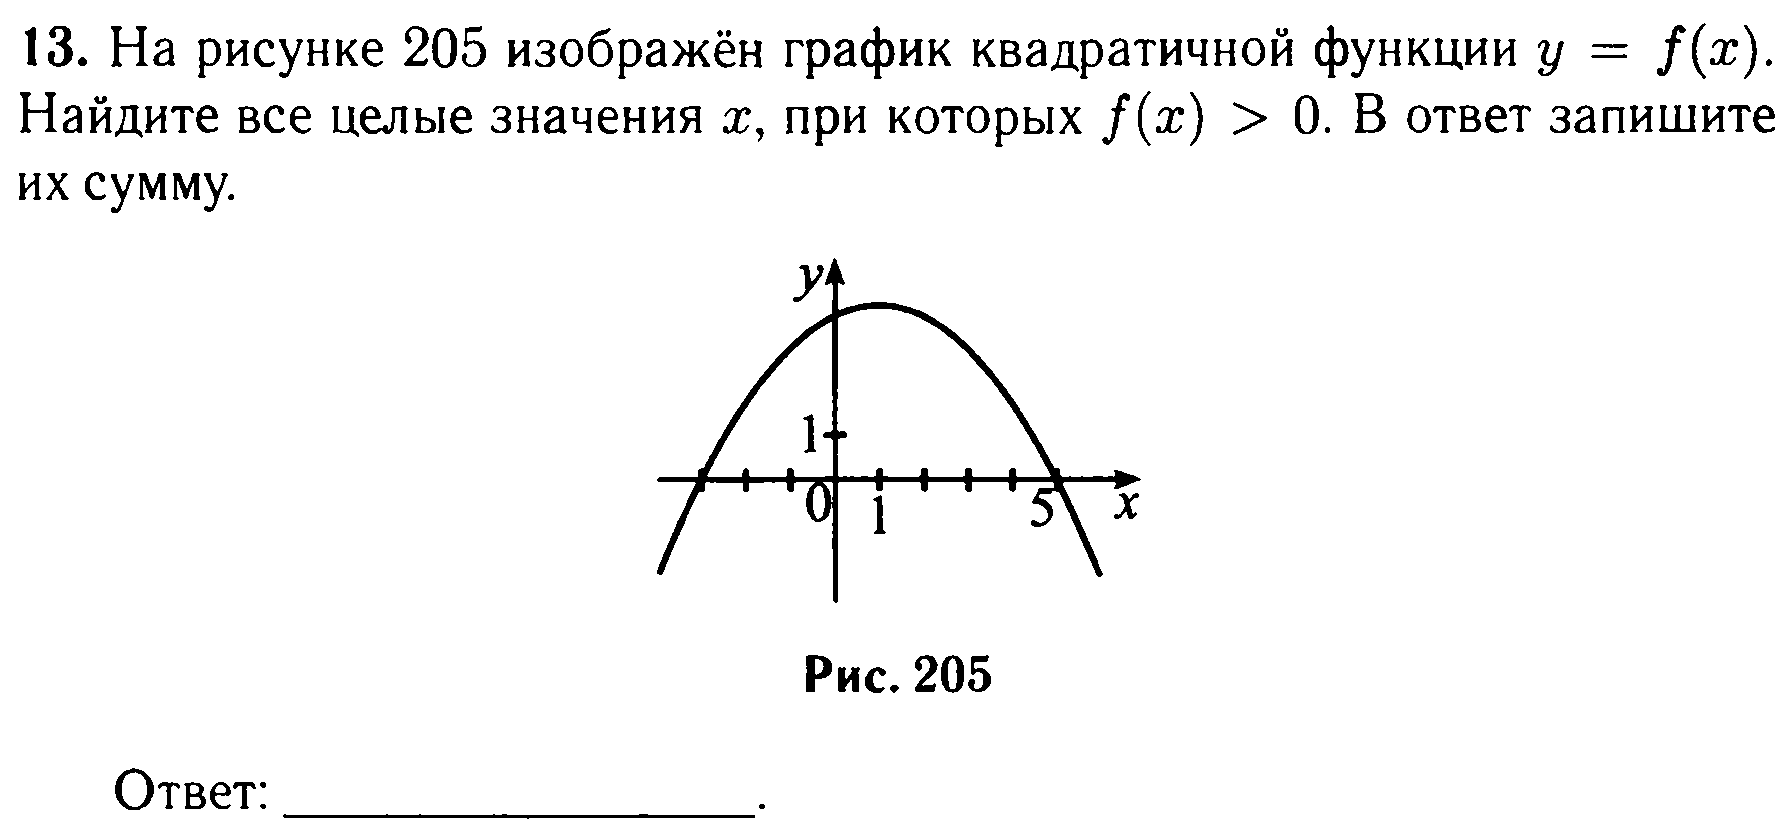 13. На рисунке 205 изображён график квадратичной функции y = f(x).
Найдите все целые значения x, при которых f(x) > 0. В ответ запишите
их сумму.
y
1
0
1
5
x
Рис. 205
Ответ: ____________.